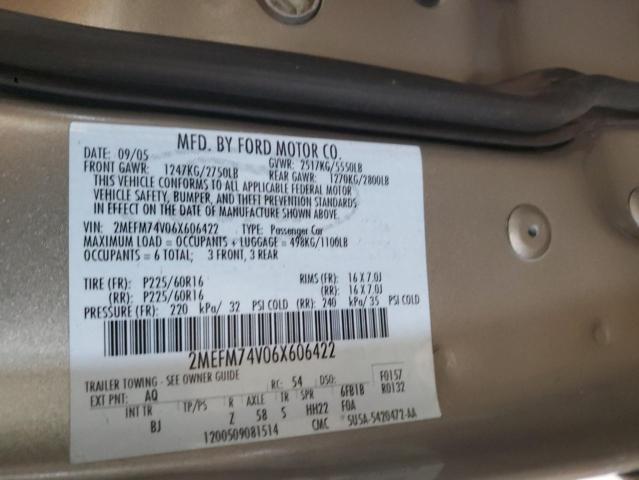 MFD. BY FORD MOTOR CO.
DATE: 09/05 GVWR: 2517KG/5550LB
FRONT GAWR: 1247KG/2750LB REAR GAWR: 1270KG/2800LB
THIS VEHICLE CONFORMS TO ALL APPLICABLE FEDERAL MOTOR
VEHICLE SAFETY, BUMPER, AND THEFT PREVENTION STANDARDS
IN EFFECT ON THE DATE OF MANUFACTURE SHOWN ABOVE.
VIN: 2MEFM74V06X606422 TYPE: Passenger Car
MAXIMUM LOAD = OCCUPANTS + LUGGAGE = 498KG/1100LB
OCCUPANTS = 6 TOTAL; 3 FRONT, 3 REAR
TIRE (FR): P225/60R16 RIMS (FR): 16 X 7.0J
(RR): P225/60R16 (RR): 16 X 7.0J
PRESSURE (FR): 220 kPa/ 32 PSI COLD (RR): 240 kPa/ 35 PSI COLD
2MEFM74V06X606422
TRAILER TOWING - SEE OWNER GUIDE RC: 54 DSO: F0157
EXT PNT: AQ 6FB1B R0132
INT TR TP/PS R AXLE TR SPR F0A
BJ Z 58 S HH22 CMC 5U5A-5420472-AA
1200509081514